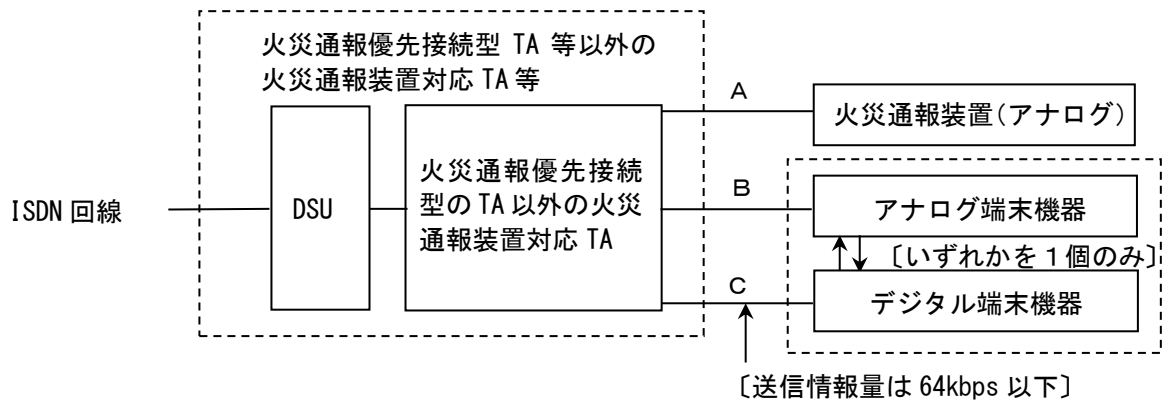 火災通報優先接続型 TA 等以外の
火災通報装置対応 TA 等
A
火災通報装置(アナログ)
火災通報優先接続
型の TA 以外の火災
通報装置対応 TA
B
アナログ端末機器
ISDN 回線
DSU
〔いずれかを1個のみ〕
C
デジタル端末機器
〔送信情報量は 64kbps 以下〕